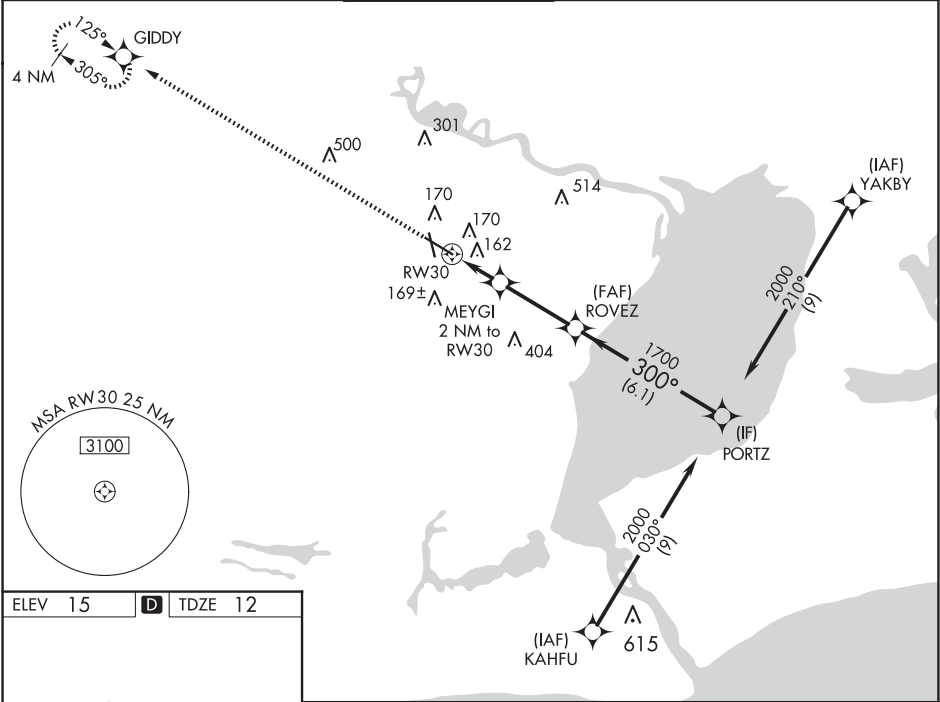 125°
GIDDY
305°
4 NM
500
301
514
(IAF)
YAKBY
170
170
162
RW30
169±
(FAF)
ROVEZ
MEYGI
2 NM to
RW30
404
2000
210°
(9)
1700
300°
(6.1)
(IF)
PORTZ
MSA RW30 25 NM
3100
2000
030°
(9)
ELEV 15 D TDZE 12
(IAF)
KAHFU
615